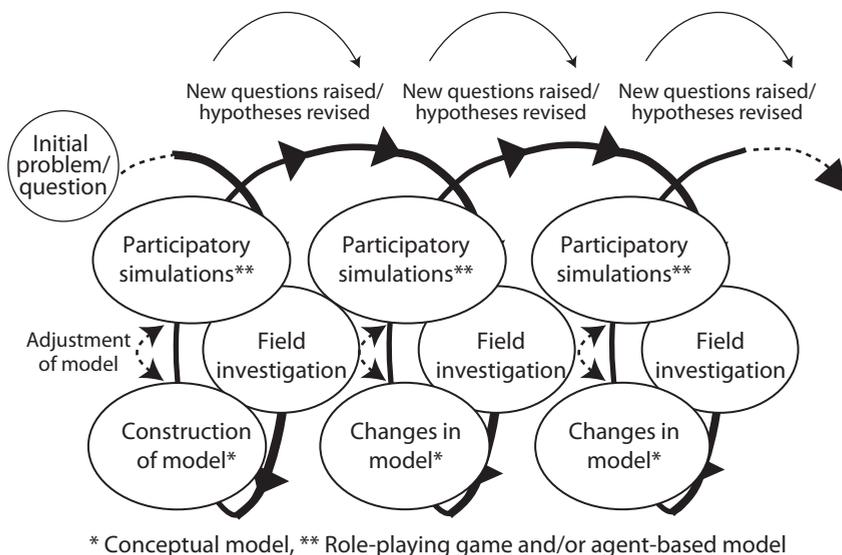 New questions raised/
hypotheses revised
New questions raised/
hypotheses revised
New questions raised/
hypotheses revised
Initial
problem/
question
Participatory
simulations**
Participatory
simulations**
Participatory
simulations**
Adjustment
of model
Field
investigation
Field
investigation
Field
investigation
Construction
of model*
Changes in
model*
Changes in
model*
* Conceptual model, ** Role-playing game and/or agent-based model